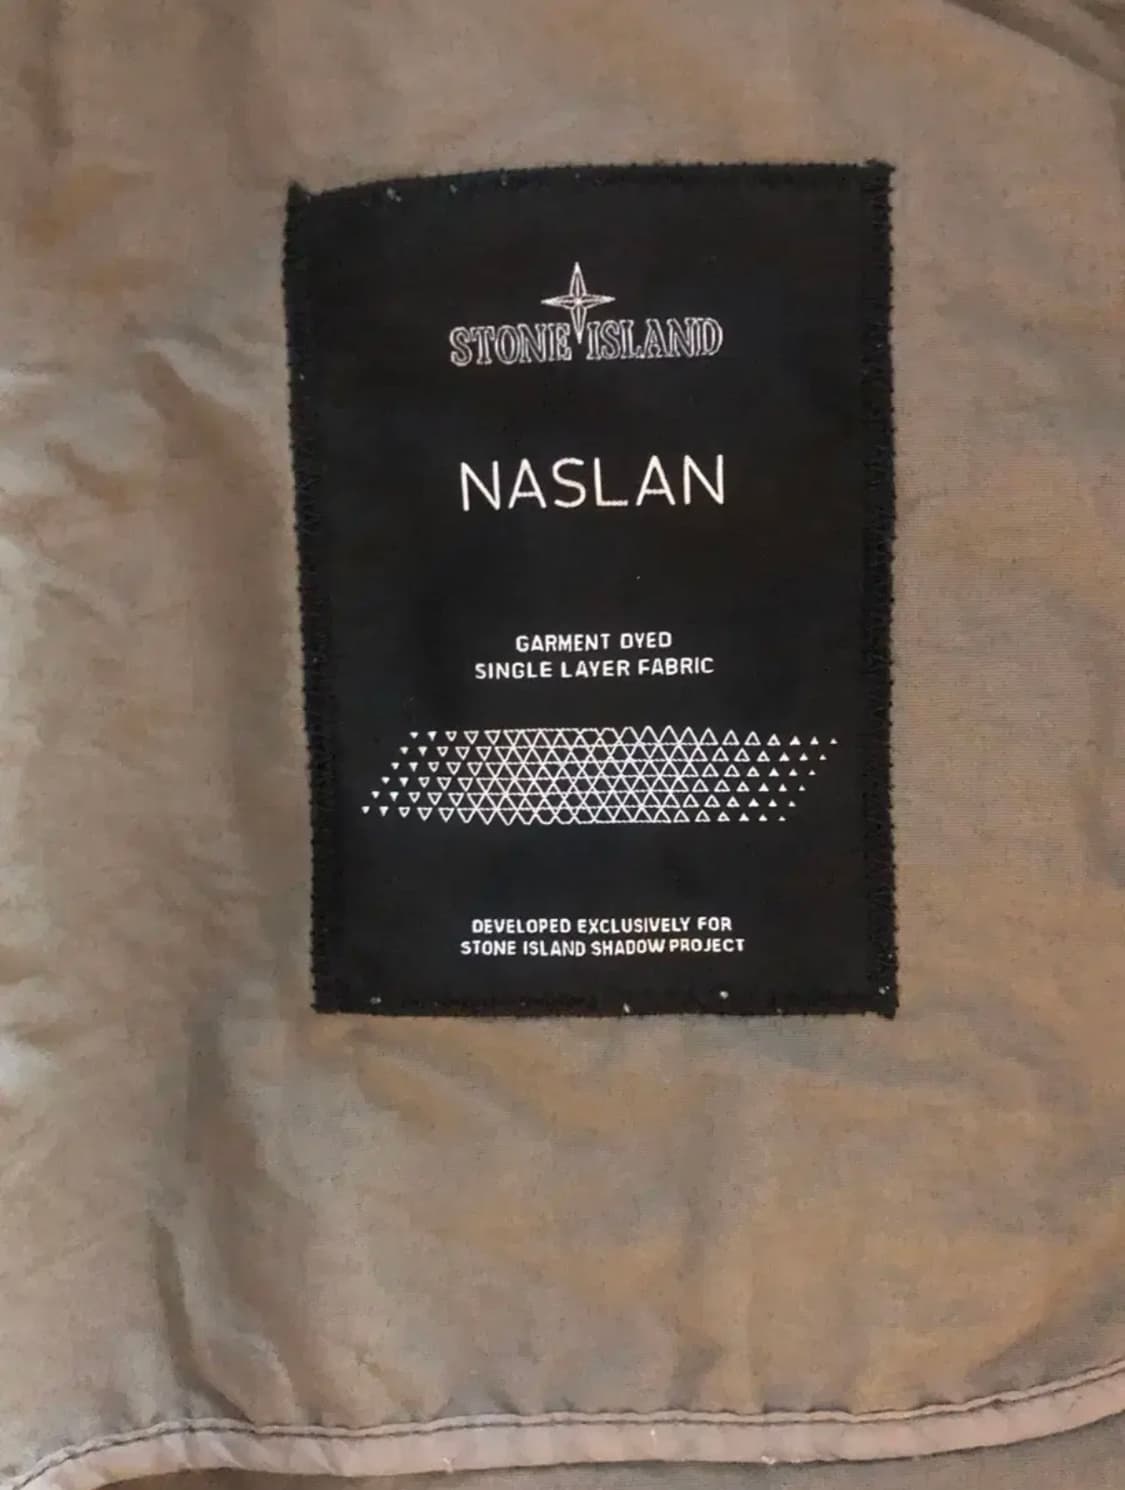 STONE ISLAND
NASLAN
GARMENT DYED
SINGLE LAYER FABRIC
DEVELOPED EXCLUSIVELY FOR
STONE ISLAND SHADOW PROJECT